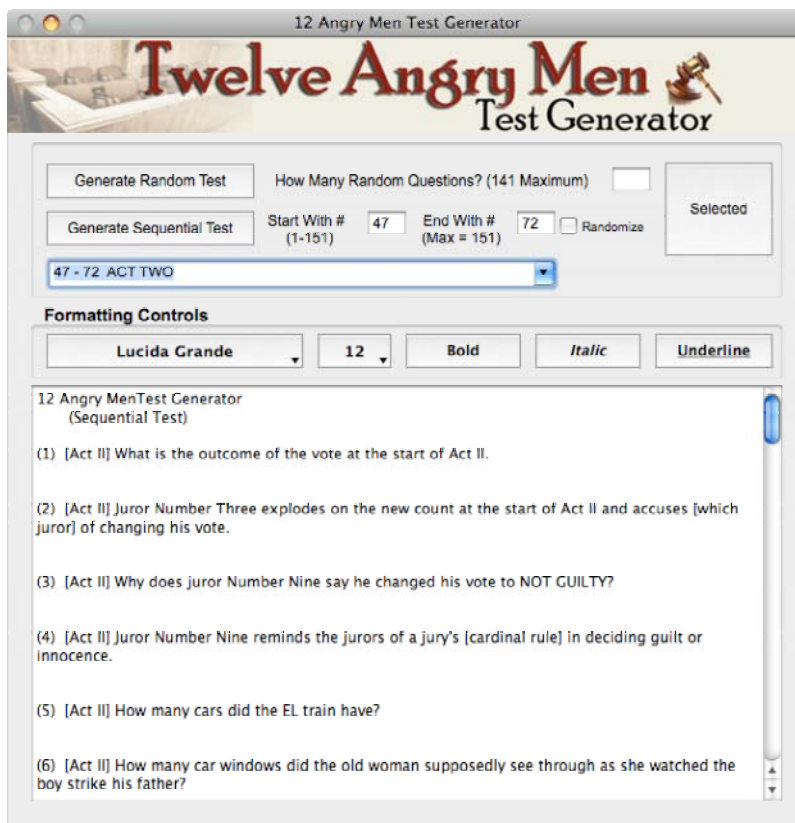 12 Angry Men Test Generator
Twelve Angry Men
Test Generator
Generate Random Test
How Many Random Questions? (141 Maximum)
Selected
Generate Sequential Test
Start With # 47 End With # 72 Randomize
(1-151) (Max = 151)
47 - 72 ACT TWO
Formatting Controls
Lucida Grande 12 Bold Italic Underline
12 Angry MenTest Generator
(Sequential Test)
(1) [Act II] What is the outcome of the vote at the start of Act II.
(2) [Act II] Juror Number Three explodes on the new count at the start of Act II and accuses [which
juror] of changing his vote.
(3) [Act II] Why does juror Number Nine say he changed his vote to NOT GUILTY?
(4) [Act II] Juror Number Nine reminds the jurors of a jury's [cardinal rule] in deciding guilt or
innocence.
(5) [Act II] How many cars did the EL train have?
(6) [Act II] How many car windows did the old woman supposedly see through as she watched the
boy strike his father?